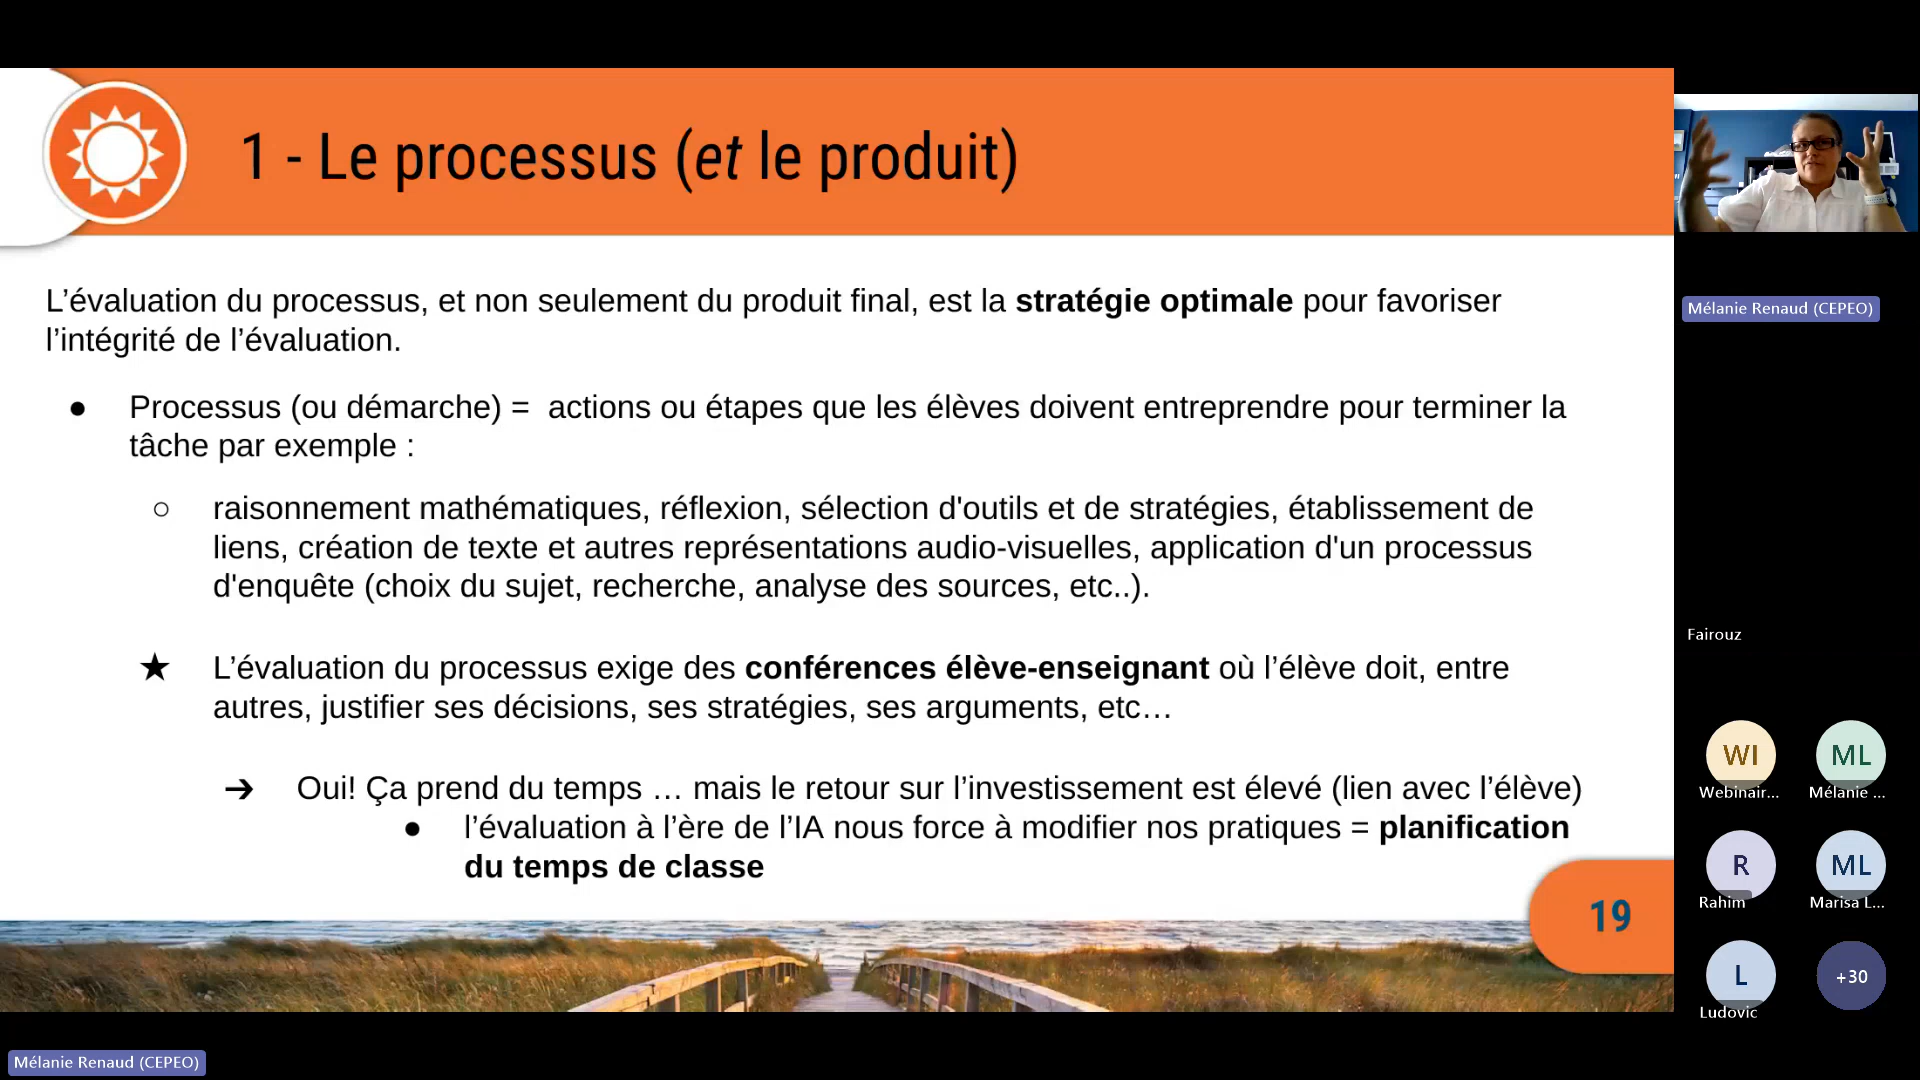 1 - Le processus (et le produit)
L’évaluation du processus, et non seulement du produit final, est la stratégie optimale pour favoriser
l’intégrité de l’évaluation.
● Processus (ou démarche) = actions ou étapes que les élèves doivent entreprendre pour terminer la
tâche par exemple :
○ raisonnement mathématiques, réflexion, sélection d'outils et de stratégies, établissement de
liens, création de texte et autres représentations audio-visuelles, application d'un processus
d'enquête (choix du sujet, recherche, analyse des sources, etc..).
★ L’évaluation du processus exige des conférences élève-enseignant où l’élève doit, entre
autres, justifier ses décisions, ses stratégies, ses arguments, etc…
➔ Oui! Ça prend du temps … mais le retour sur l’investissement est élevé (lien avec l’élève)
● l’évaluation à l’ère de l’IA nous force à modifier nos pratiques = planification
du temps de classe
19
Mélanie Renaud (CEPEO)
Fairouz
WI
ML
Webinair...
Mélanie ...
R
ML
Rahim
Marisa L...
L
+30
Ludovic
Mélanie Renaud (CEPEO)